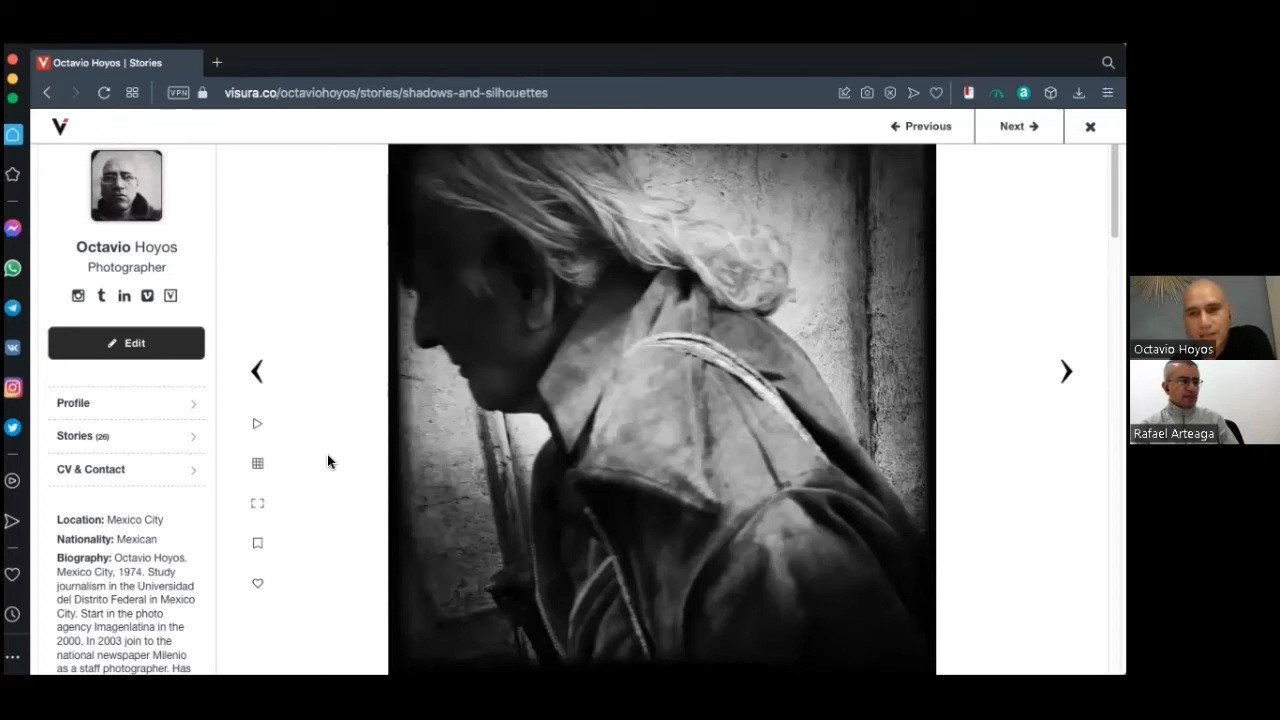 Octavio Hoyos | Stories
VPN
visura.co/octaviohoyos/stories/shadows-and-silhouettes
Previous
Next
Octavio Hoyos
Photographer
Edit
Profile
Stories (26)
CV & Contact
Location: Mexico City
Nationality: Mexican
Biography: Octavio Hoyos.
Mexico City, 1974. Study
journalism in the Universidad
del Distrito Federal in Mexico
City. Start in the photo
agency Imagenlatina in the
2000. In 2003 join to the
national newspaper Milenio
as a staff photographer. Has
Octavio Hoyos
Rafael Arteaga